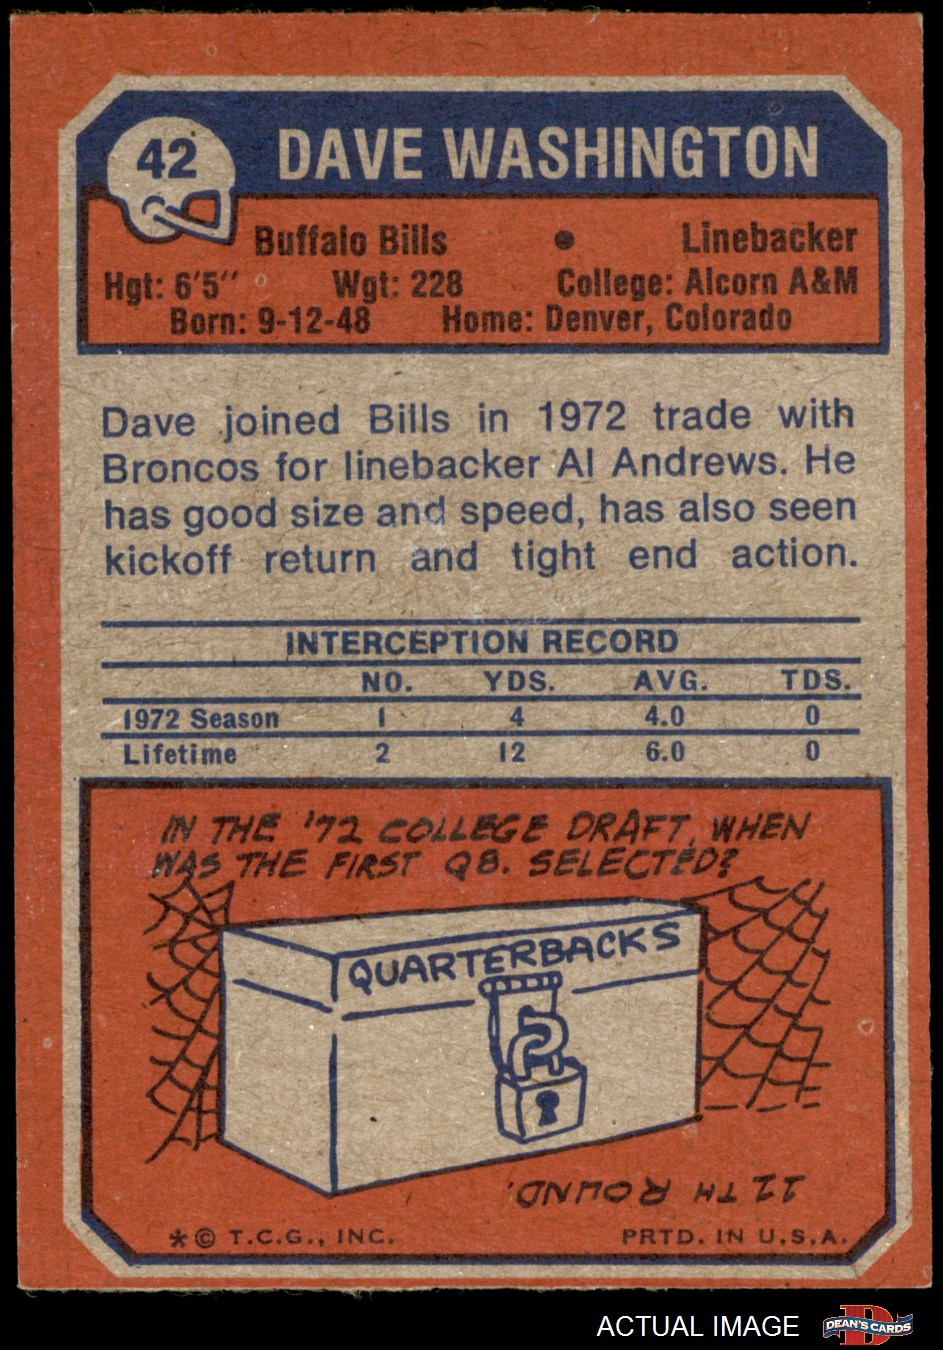 42
DAVE WASHINGTON
Buffalo Bills • Linebacker
Hgt: 6'5'' Wgt: 228 College: Alcorn A&M
Born: 9-12-48 Home: Denver, Colorado
Dave joined Bills in 1972 trade with
Broncos for linebacker Al Andrews. He
has good size and speed, has also seen
kickoff return and tight end action.
INTERCEPTION RECORD
NO. YDS. AVG. TDS.
1972 Season 1 4 4.0 0
Lifetime 2 12 6.0 0
IN THE '72 COLLEGE DRAFT, WHEN
WAS THE FIRST QB. SELECTED?
QUARTERBACKS
11TH ROUND.
*© T.C.G., INC. PRTD. IN U.S.A.
ACTUAL IMAGE
D
DEAN'S CARDS